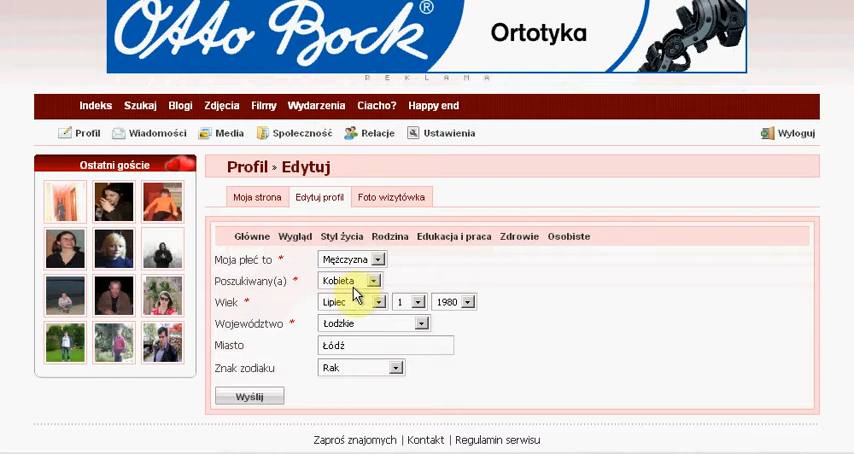 Otto Bock®
Ortotyka
REKLAMA
Indeks Szukaj Blogi Zdjęcia Filmy Wydarzenia Ciacho? Happy end
Profil Wiadomości Media Społeczność Relacje Ustawienia Wyloguj
Ostatni goście
Profil » Edytuj
Moja strona Edytuj profil Foto wizytówka
Główne Wygląd Styl życia Rodzina Edukacja i praca Zdrowie Osobiste
Moja płeć to * Mężczyzna
Poszukiwany(a) * Kobieta
Wiek * Lipiec 1 1980
Województwo * Łodzkie
Miasto Łódź
Znak zodiaku Rak
Wyślij
Zaproś znajomych | Kontakt | Regulamin serwisu